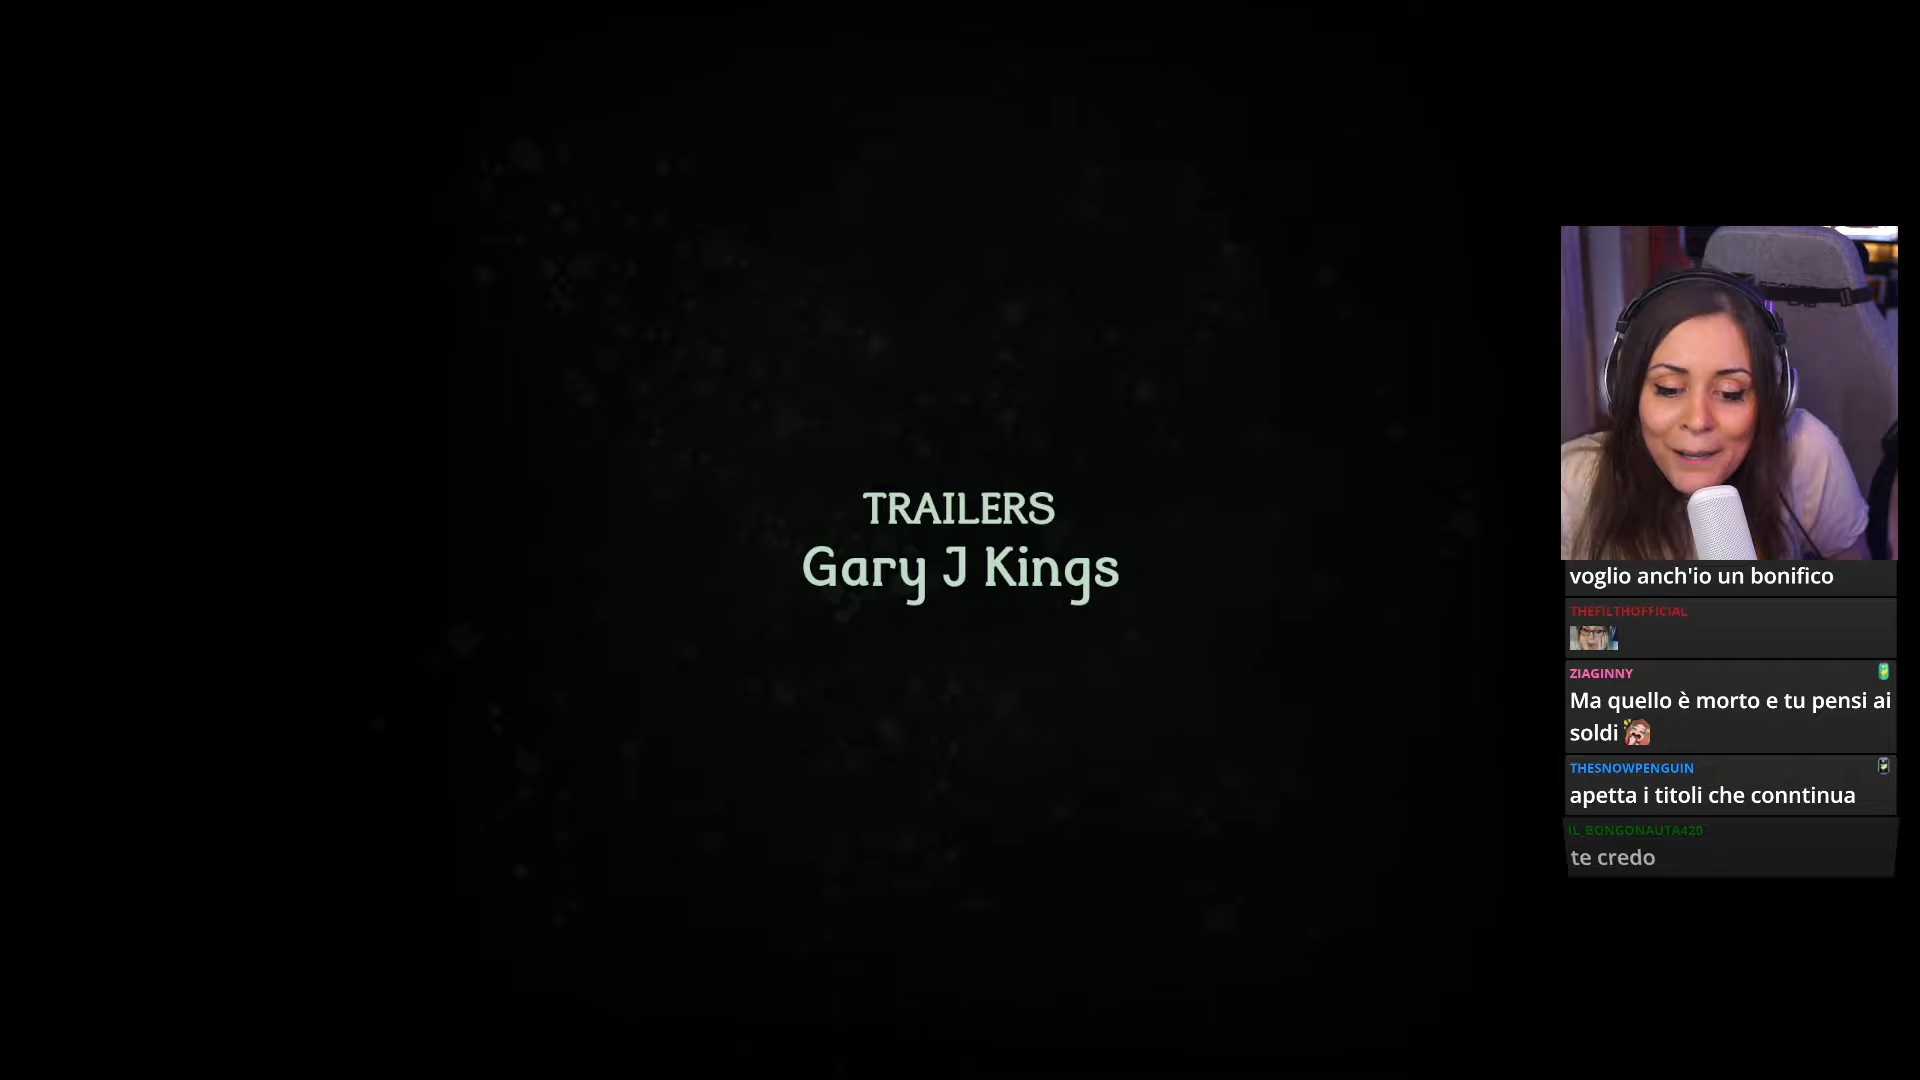 TRAILERS
Gary J Kings
voglio anch'io un bonifico
THEFILTHOFFICIAL
ZIAGINNY
Ma quello è morto e tu pensi ai
soldi
THESNOWPENGUIN
apetta i titoli che conntinua
IL_BONGONAUTA420
te credo